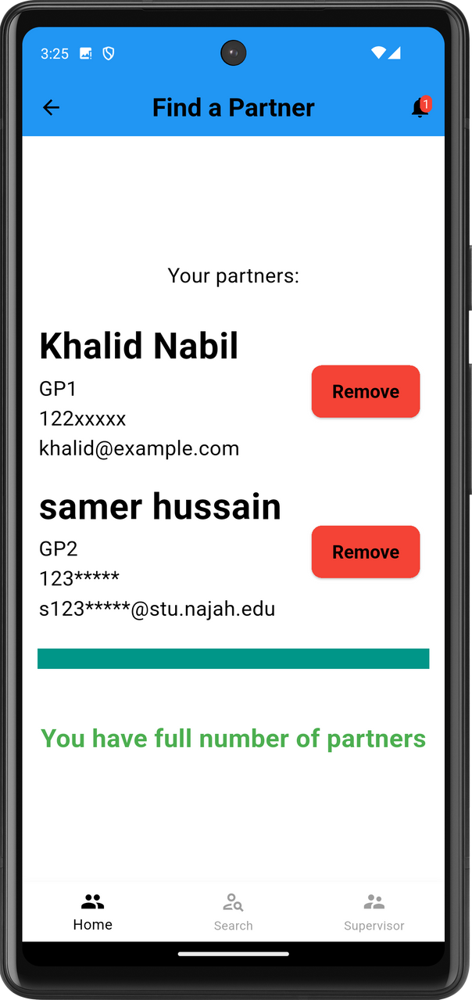 3:25
Find a Partner
1
Your partners:
Khalid Nabil
GP1
122xxxxx
khalid@example.com
Remove
samer hussain
GP2
123*****
s123*****@stu.najah.edu
Remove
You have full number of partners
Home
Search
Supervisor